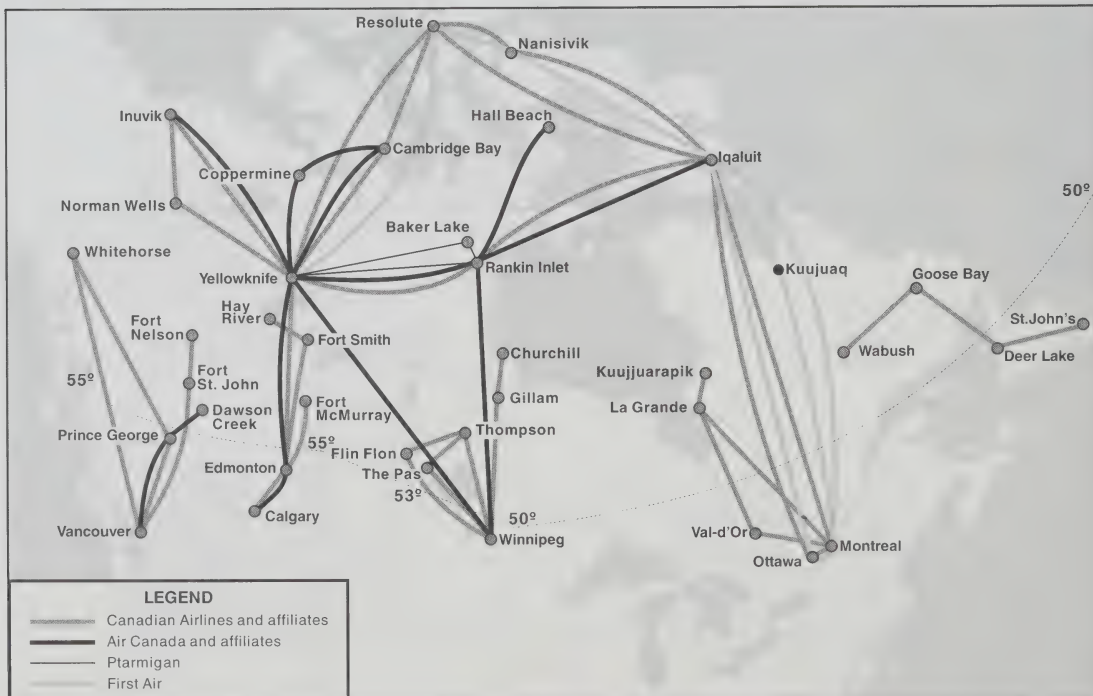 Resolute
Nanisivik
Inuvik
Hall Beach
Cambridge Bay
Iqaluit
Coppermine
50º
Norman Wells
Baker Lake
Whitehorse
Rankin Inlet
Kuujuaq
Goose Bay
Yellowknife
Hay
River
Fort
Nelson
St.John's
Fort Smith
Churchill
Wabush
Deer Lake
Fort
St. John
55º
Kuujjuarapik
Gillam
Dawson
Creek
Fort
McMurray
La Grande
Prince George
Thompson
55º
Flin Flon
Edmonton
The Pas
53º
50º
Calgary
Vancouver
Winnipeg
Val-d'Or
Montreal
Ottawa
LEGEND
Canadian Airlines and affiliates
Air Canada and affiliates
Ptarmigan
First Air